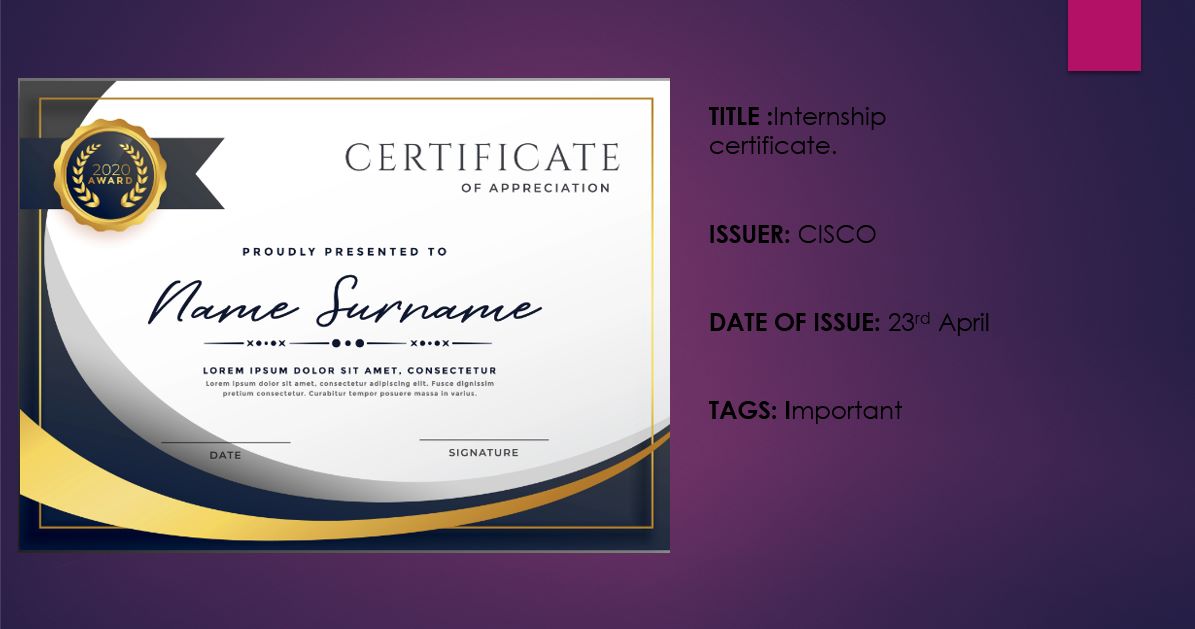 2020
AWARD
CERTIFICATE
OF APPRECIATION
PROUDLY PRESENTED TO
Name Surname
LOREM IPSUM DOLOR SIT AMET, CONSECTETUR
Lorem ipsum dolor sit amet, consectetur adipiscing elit. Fusce dignissim
pretium consectetur. Curabitur tempor posuere massa in varius.
DATE
SIGNATURE
TITLE :Internship
certificate.
ISSUER: CISCO
DATE OF ISSUE: 23rd April
TAGS: Important